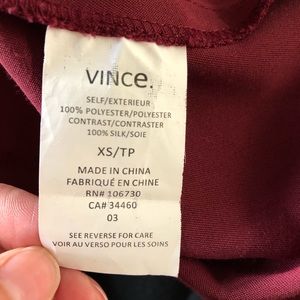 VINCE.
SELF/EXTERIEUR
100% POLYESTER/POLYESTER
CONTRAST/CONTRASTER
100% SILK/SOIE
XS/TP
MADE IN CHINA
FABRIQUÉ EN CHINE
RN# 106730
CA# 34460
03
SEE REVERSE FOR CARE
VOIR AU VERSO POUR LES SOINS